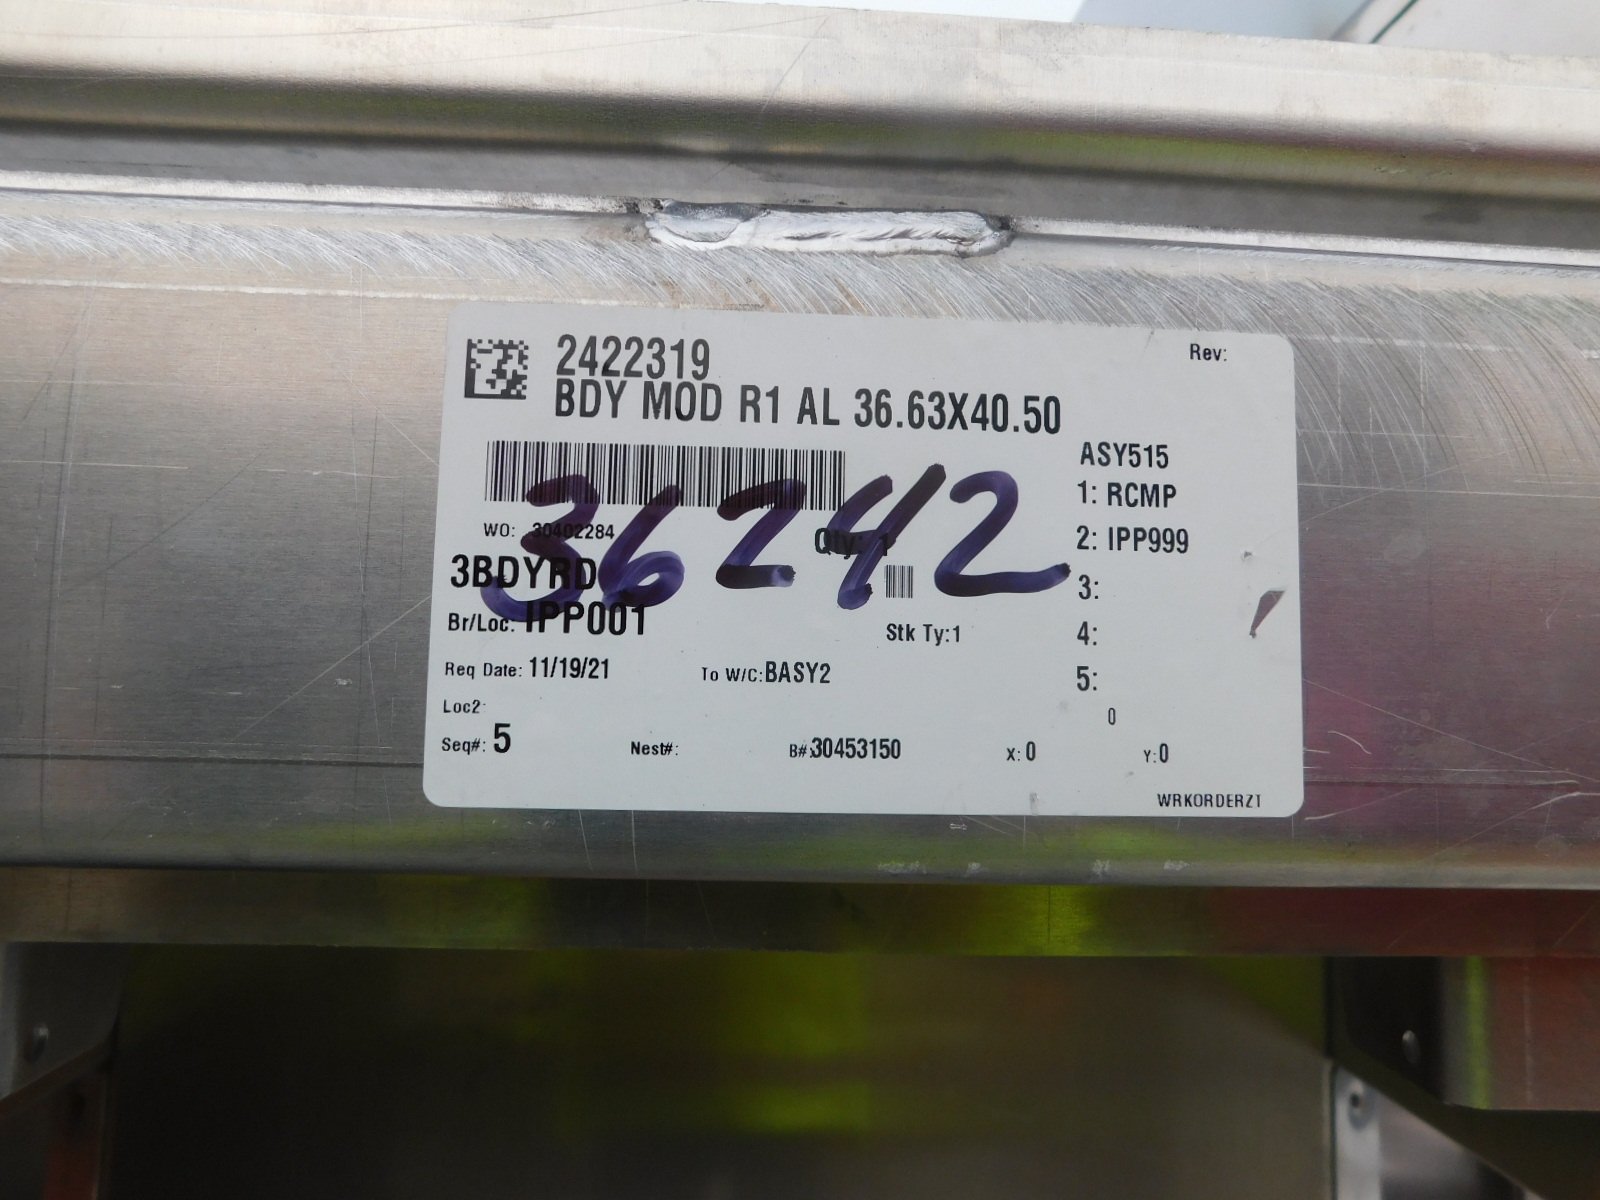 2422319
Rev:
BDY MOD R1 AL 36.63X40.50
ASY515
1: RCMP
36242
WO: 30402284
Qty: 1
2: IPP999
3BDYRD
3:
Br/Loc: IPP001
Stk Ty:1
4:
Req Date: 11/19/21
To W/C:BASY2
5:
Loc2:
0
Seq#: 5
Nest#:
B#:30453150
X: 0
Y:0
WRKORDERZT